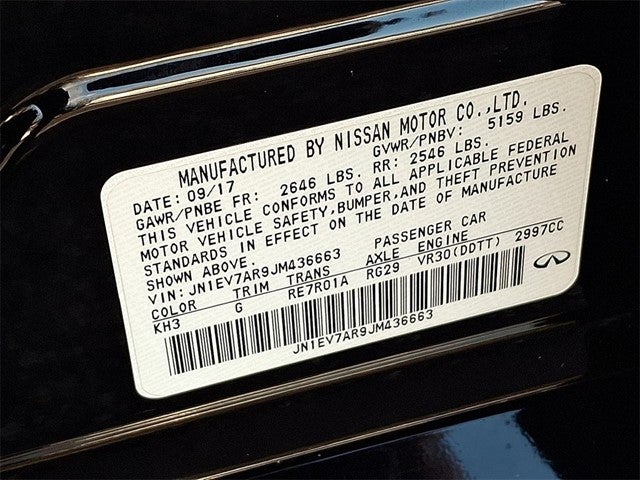 MANUFACTURED BY NISSAN MOTOR CO.,LTD.
DATE: 09/17 GVWR/PNBV: 5159 LBS.
GAWR/PNBE FR: 2646 LBS. RR: 2546 LBS.
THIS VEHICLE CONFORMS TO ALL APPLICABLE FEDERAL
MOTOR VEHICLE SAFETY,BUMPER,AND THEFT PREVENTION
STANDARDS IN EFFECT ON THE DATE OF MANUFACTURE
SHOWN ABOVE.
VIN: JN1EV7AR9JM436663 PASSENGER CAR
COLOR TRIM TRANS AXLE ENGINE
KH3 G RE7R01A RG29 VR30(DDTT) 2997CC
JN1EV7AR9JM436663